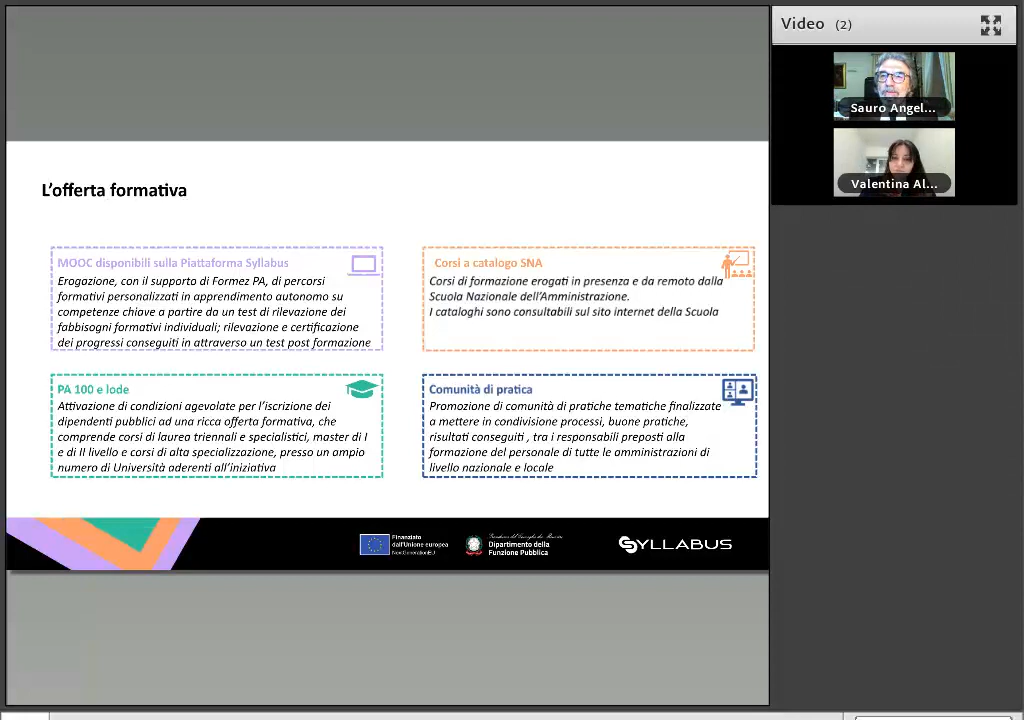 L'offerta formativa
MOOC disponibili sulla Piattaforma Syllabus
Erogazione, con il supporto di Formez PA, di percorsi
formativi personalizzati in apprendimento autonomo su
competenze chiave a partire da un test di rilevazione dei
fabbisogni formativi individuali; rilevazione e certificazione
dei progressi conseguiti in attraverso un test post formazione
Corsi a catalogo SNA
Corsi di formazione erogati in presenza e da remoto dalla
Scuola Nazionale dell'Amministrazione.
I cataloghi sono consultabili sul sito internet della Scuola
PA 100 e lode
Attivazione di condizioni agevolate per l'iscrizione dei
dipendenti pubblici ad una ricca offerta formativa, che
comprende corsi di laurea triennali e specialistici, master di I
e di II livello e corsi di alta specializzazione, presso un ampio
numero di Università aderenti all'iniziativa
Comunità di pratica
Promozione di comunità di pratiche tematiche finalizzate
a mettere in condivisione processi, buone pratiche,
risultati conseguiti , tra i responsabili preposti alla
formazione del personale di tutte le amministrazioni di
livello nazionale e locale
Finanziato
dall'Unione europea
NextGenerationEU
Dipartimento della
Funzione Pubblica
SYLLABUS
Video (2)
Sauro Angel...
Valentina Al...